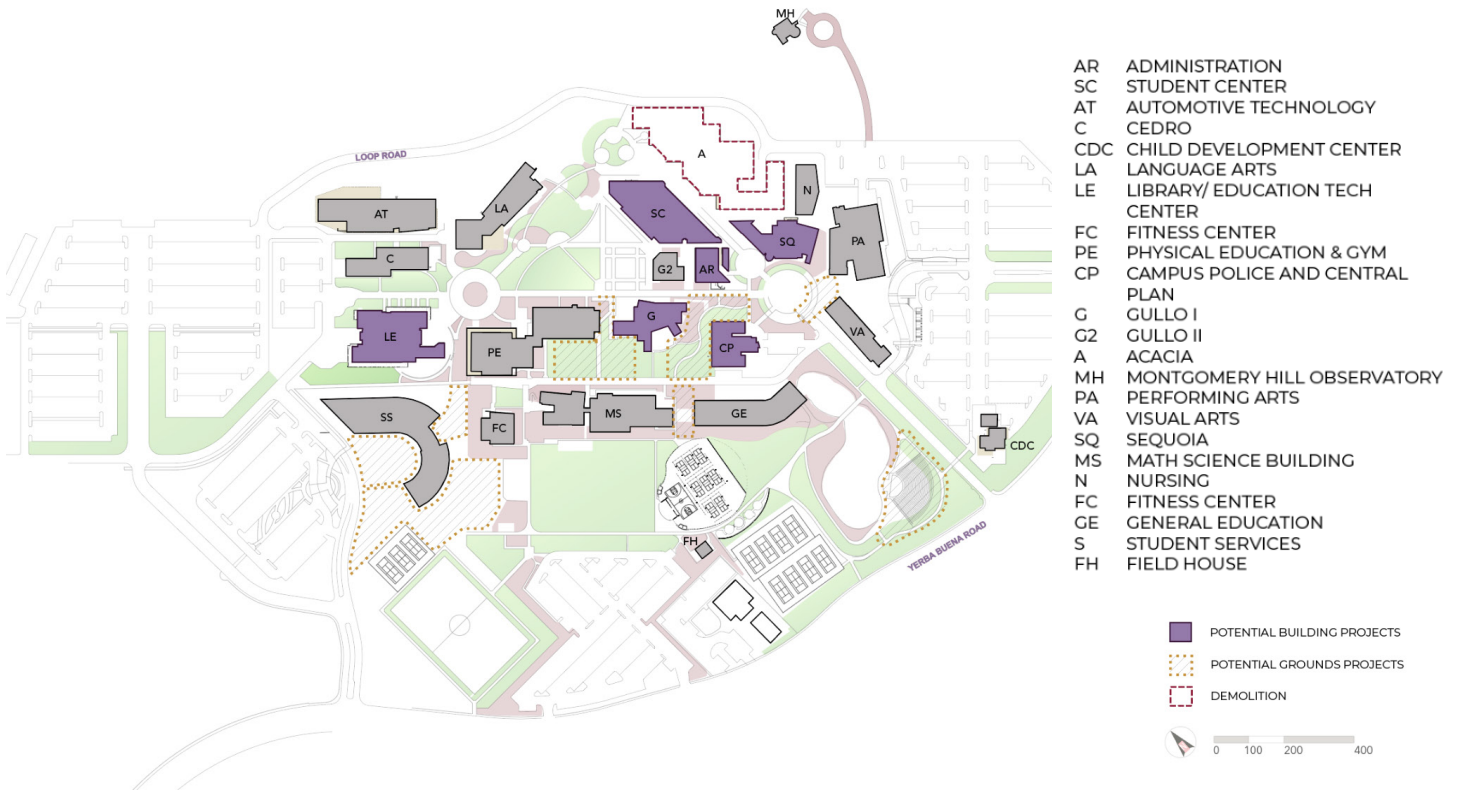 MH
LOOP ROAD
A
LA
N
AT
SC
SQ
PA
C
G2
AR
G
VA
LE
PE
CP
SS
MS
GE
FC
CDC
FH
YERBA BUENA ROAD
AR ADMINISTRATION
SC STUDENT CENTER
AT AUTOMOTIVE TECHNOLOGY
C CEDRO
CDC CHILD DEVELOPMENT CENTER
LA LANGUAGE ARTS
LE LIBRARY/ EDUCATION TECH
CENTER
FC FITNESS CENTER
PE PHYSICAL EDUCATION & GYM
CP CAMPUS POLICE AND CENTRAL
PLAN
G GULLO I
G2 GULLO II
A ACACIA
MH MONTGOMERY HILL OBSERVATORY
PA PERFORMING ARTS
VA VISUAL ARTS
SQ SEQUOIA
MS MATH SCIENCE BUILDING
N NURSING
FC FITNESS CENTER
GE GENERAL EDUCATION
S STUDENT SERVICES
FH FIELD HOUSE
POTENTIAL BUILDING PROJECTS
POTENTIAL GROUNDS PROJECTS
DEMOLITION
0 100 200 400